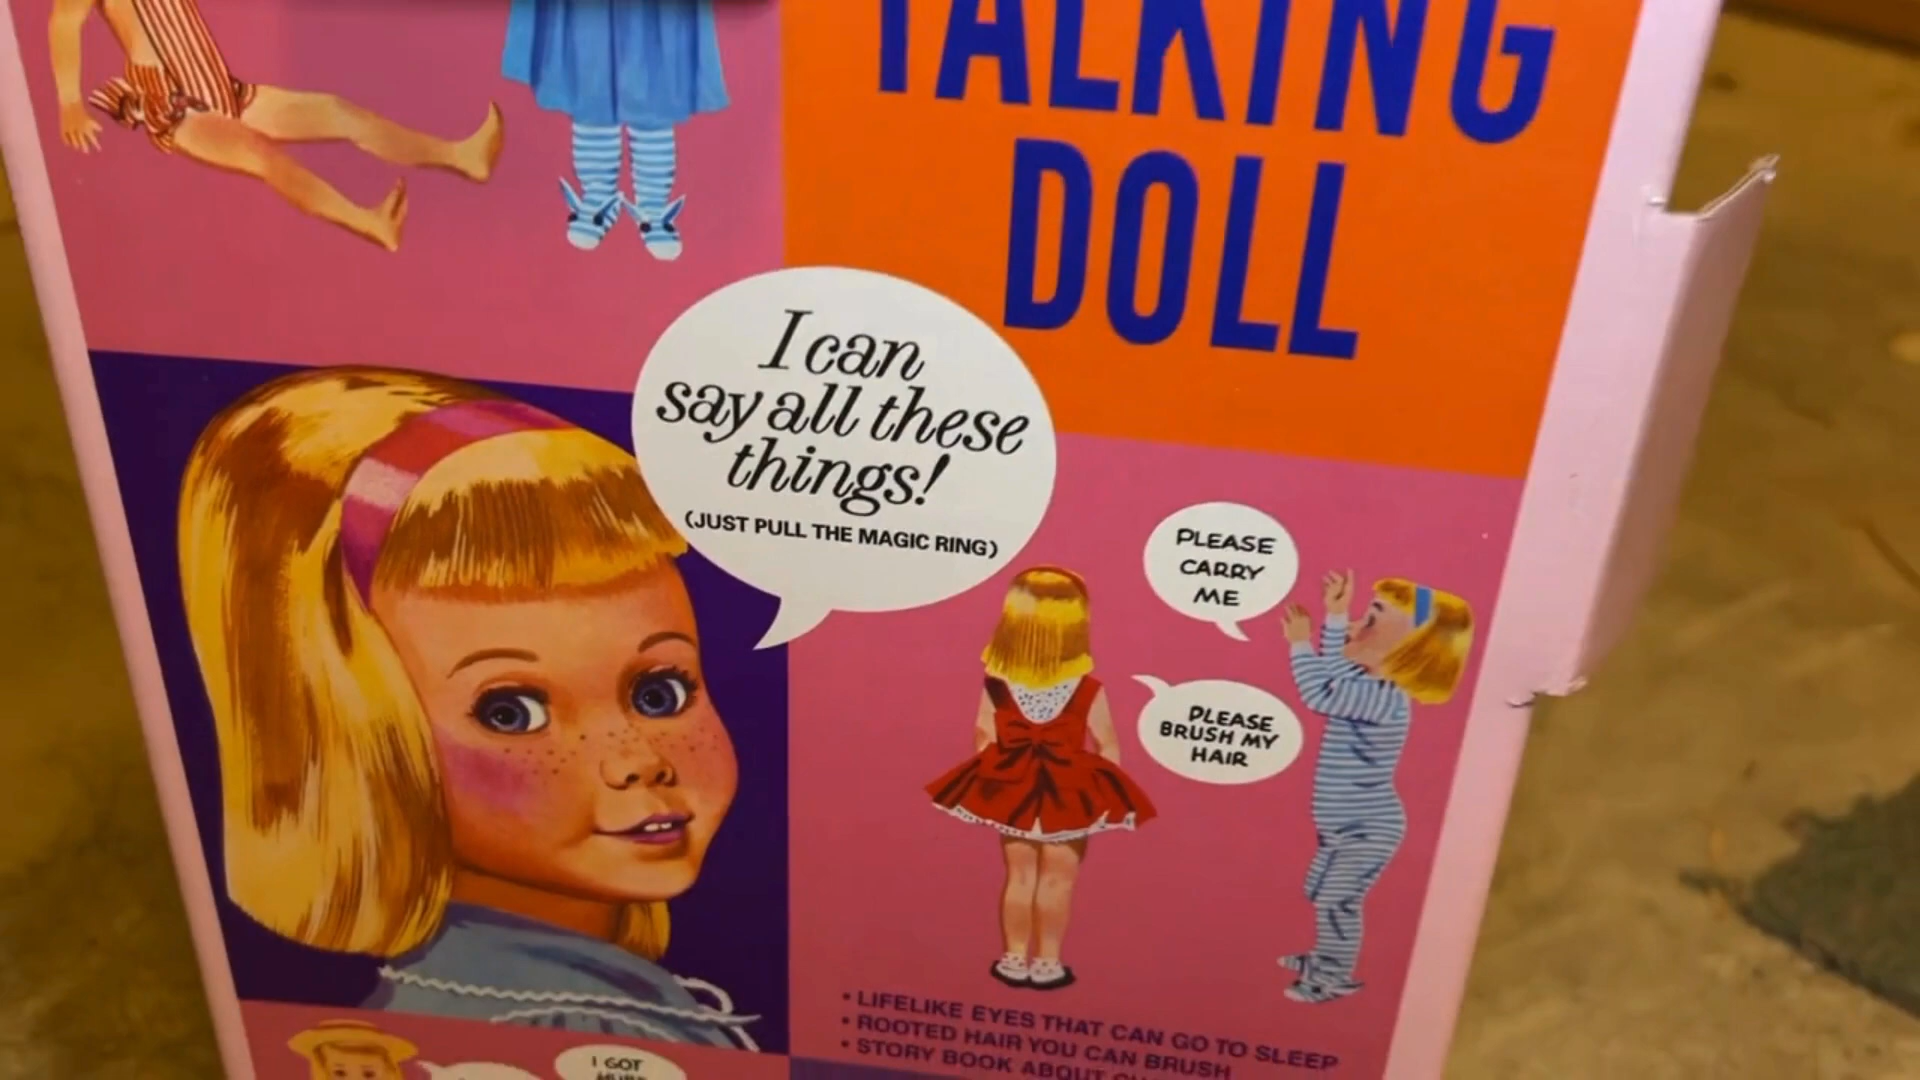 TALKING
DOLL
I can
say all these
things!
(JUST PULL THE MAGIC RING)
PLEASE
CARRY
ME
PLEASE
BRUSH MY
HAIR
• LIFELIKE EYES THAT CAN GO TO SLEEP
• ROOTED HAIR YOU CAN BRUSH
• STORY BOOK ABOUT
I GOT